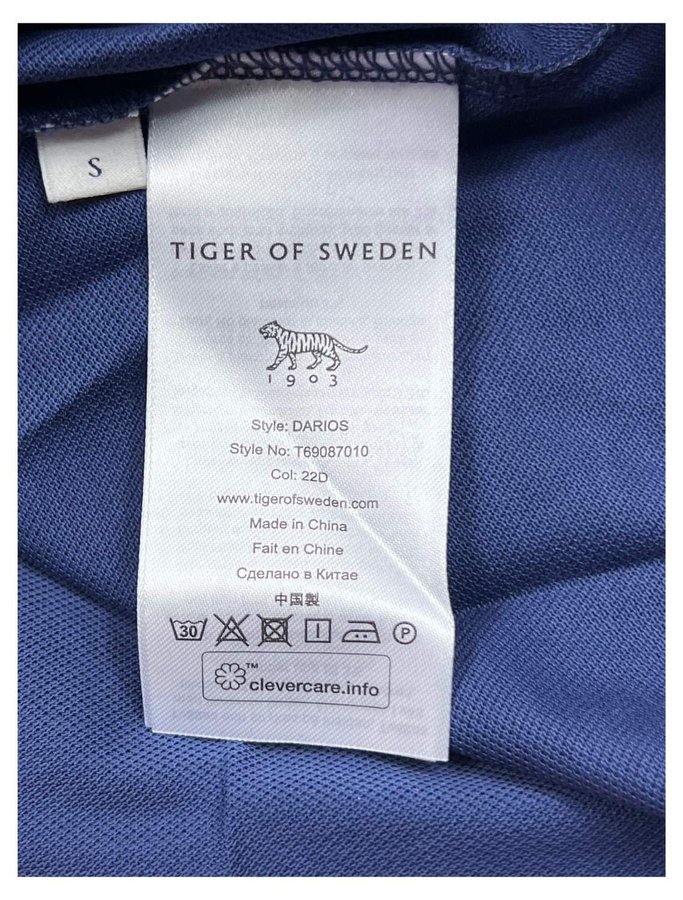 S
TIGER OF SWEDEN
1903
Style: DARIOS
Style No: T69087010
Col: 22D
www.tigerofsweden.com
Made in China
Fait en Chine
Сделано в Китае
中国製
30 P
™
clevercare.info